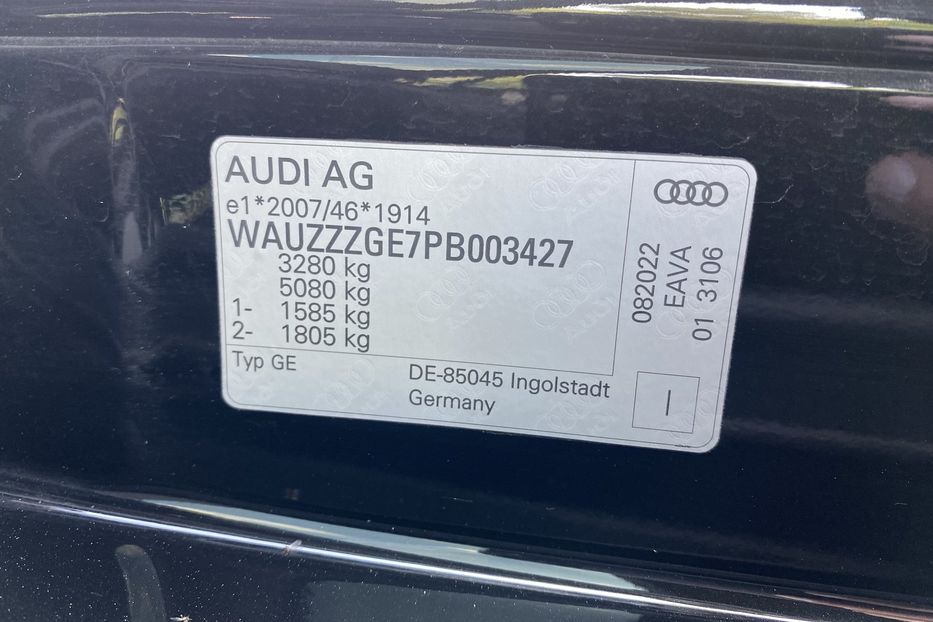 AUDI AG
e1*2007/46*1914
WAUZZZGE7PB003427
3280 kg
5080 kg
1- 1585 kg
2- 1805 kg
Typ GE
DE-85045 Ingolstadt
Germany
082022
EAVA
01 3106
I